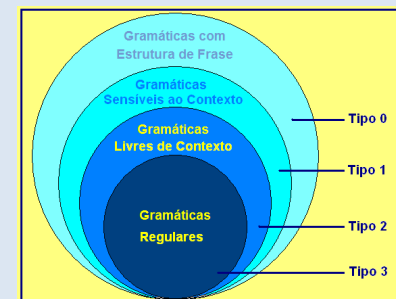 Gramáticas com
Estrutura de Frase
Gramáticas
Sensíveis ao Contexto
Gramáticas
Livres de Contexto
Gramáticas
Regulares
Tipo 0
Tipo 1
Tipo 2
Tipo 3